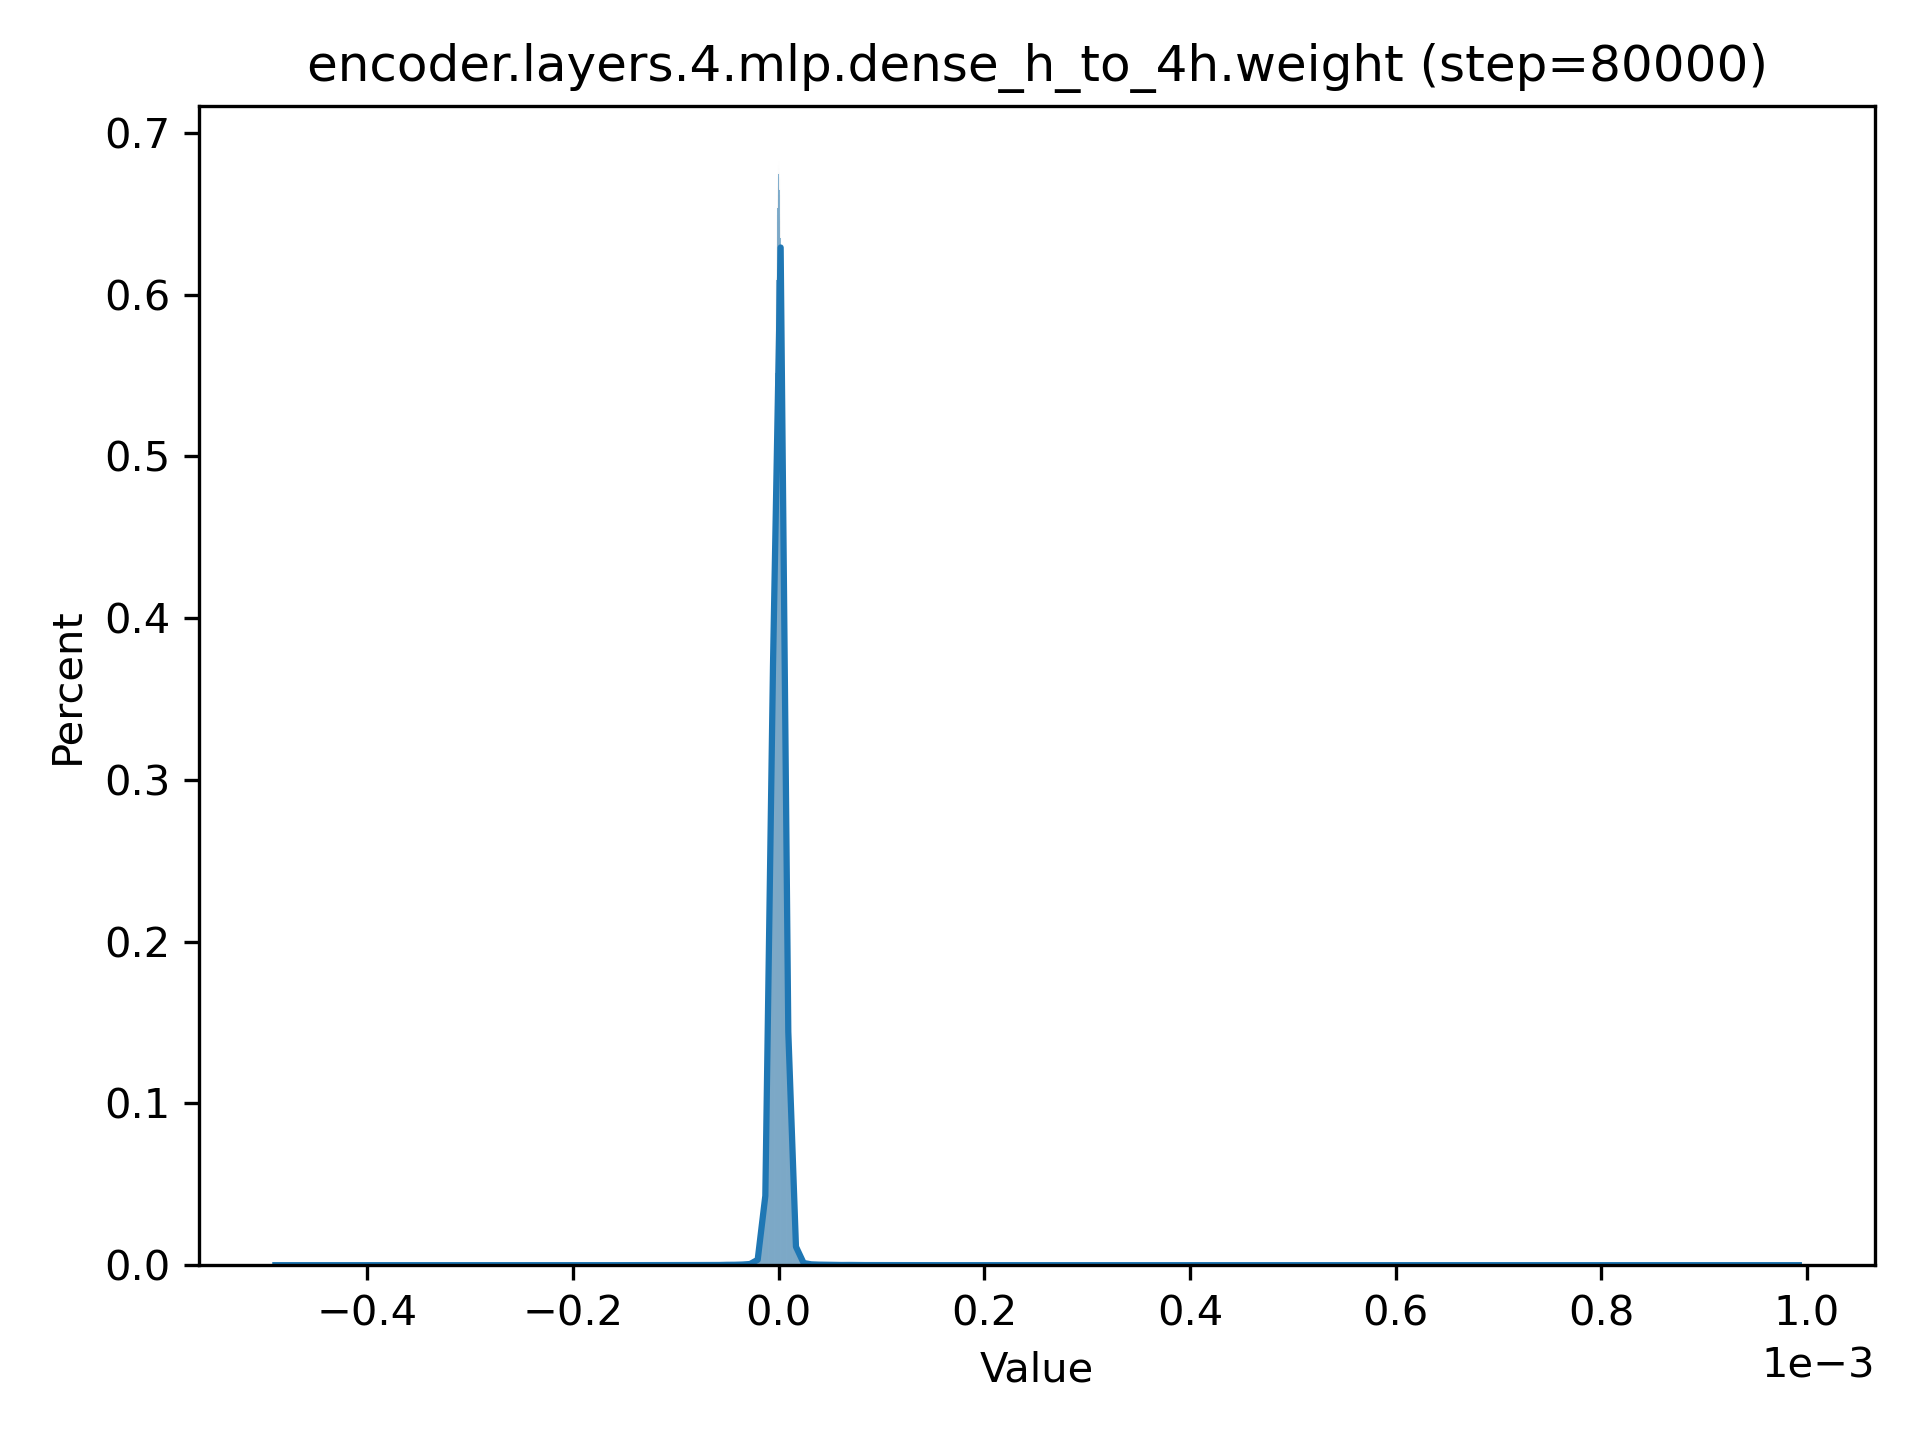 encoder.layers.4.mlp.dense_h_to_4h.weight (step=80000)
0.7
0.6
0.5
0.4
0.3
0.2
0.1
0.0
Percent
−0.4 −0.2 0.0 0.2 0.4 0.6 0.8 1.0
1e−3
Value